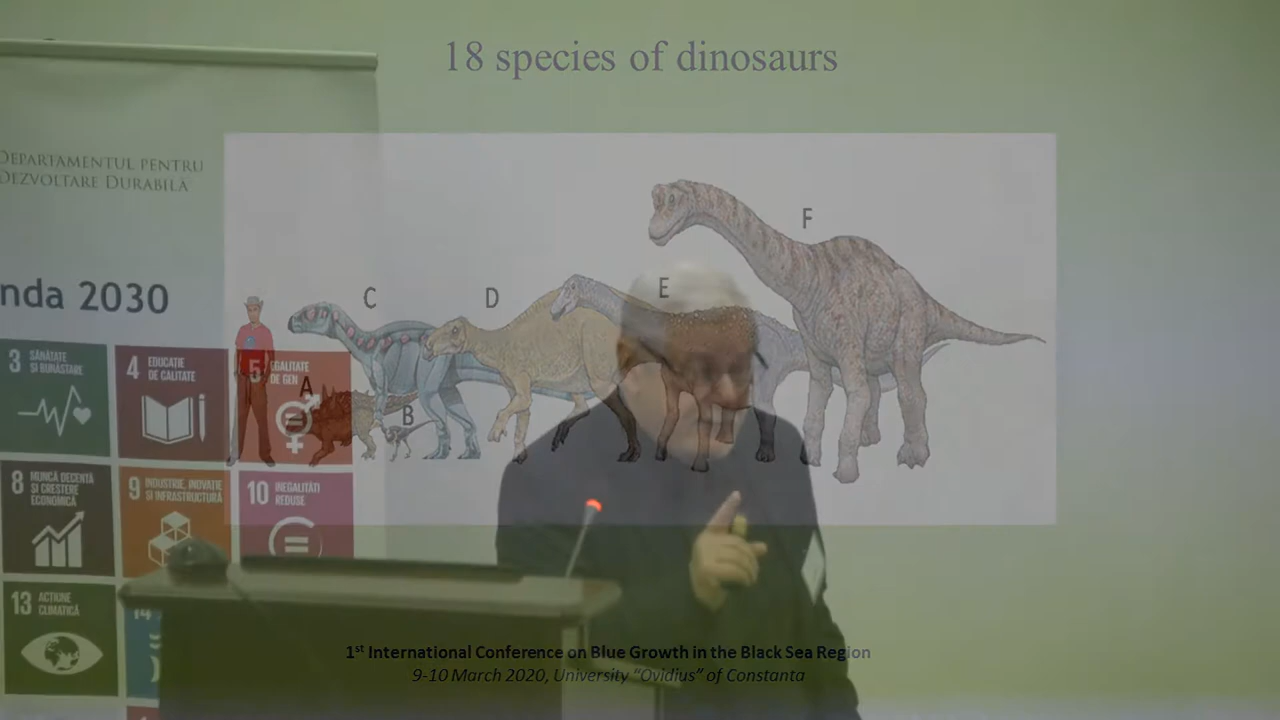 18 species of dinosaurs
DEPARTAMENTUL PENTRU
DEZVOLTARE DURABILĂ
nda 2030
3 SĂNĂTATE
ȘI BUNĂSTARE
4 EDUCAȚIE
DE CALITATE
5 EGALITATE
DE GEN
8 MUNCĂ DECENTĂ
ȘI CREȘTERE
ECONOMICĂ
9 INDUSTRIE, INOVAȚIE
ȘI INFRASTRUCTURĂ
10 INEGALITĂȚI
REDUSE
13 ACȚIUNE
CLIMATICĂ
14
A
B
C
D
E
F
1st International Conference on Blue Growth in the Black Sea Region
9-10 March 2020, University "Ovidius" of Constanta